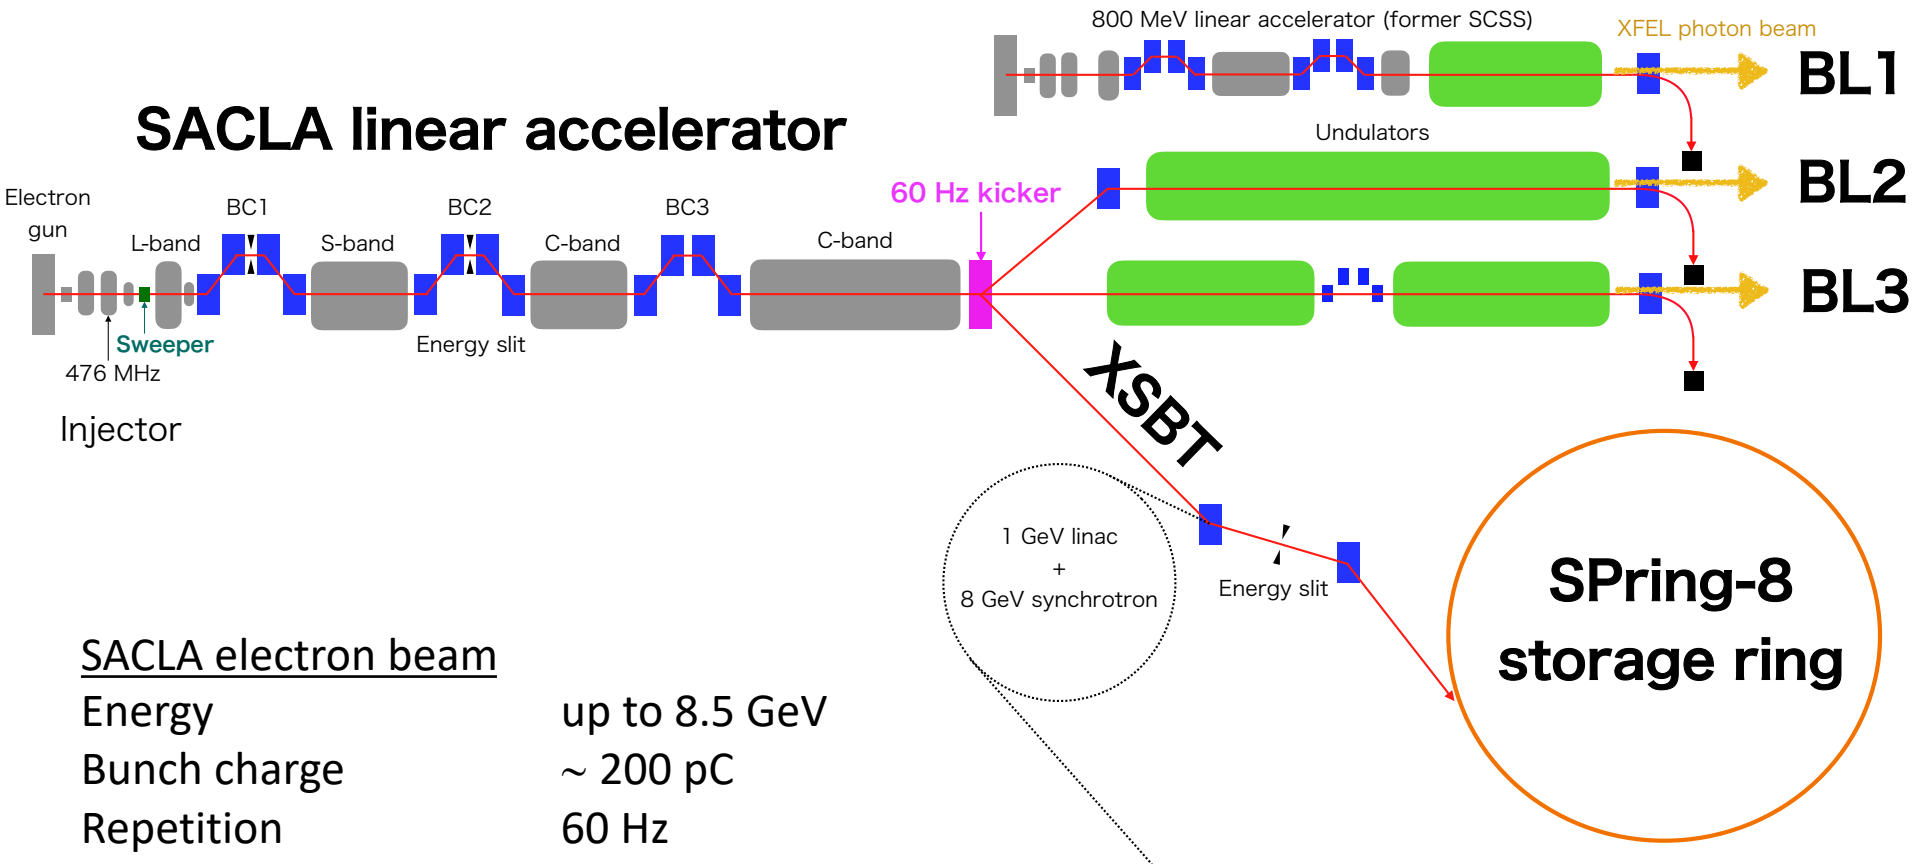 800 MeV linear accelerator (former SCSS)
XFEL photon beam
BL1
SACLA linear accelerator
Undulators
60 Hz kicker
BL2
Electron
gun
BC1
BC2
BC3
L-band
S-band
C-band
C-band
BL3
Sweeper
Energy slit
476 MHz
XSBT
Injector
1 GeV linac
+
8 GeV synchrotron
Energy slit
SPring-8
storage ring
SACLA electron beam
Energy up to 8.5 GeV
Bunch charge ~ 200 pC
Repetition 60 Hz